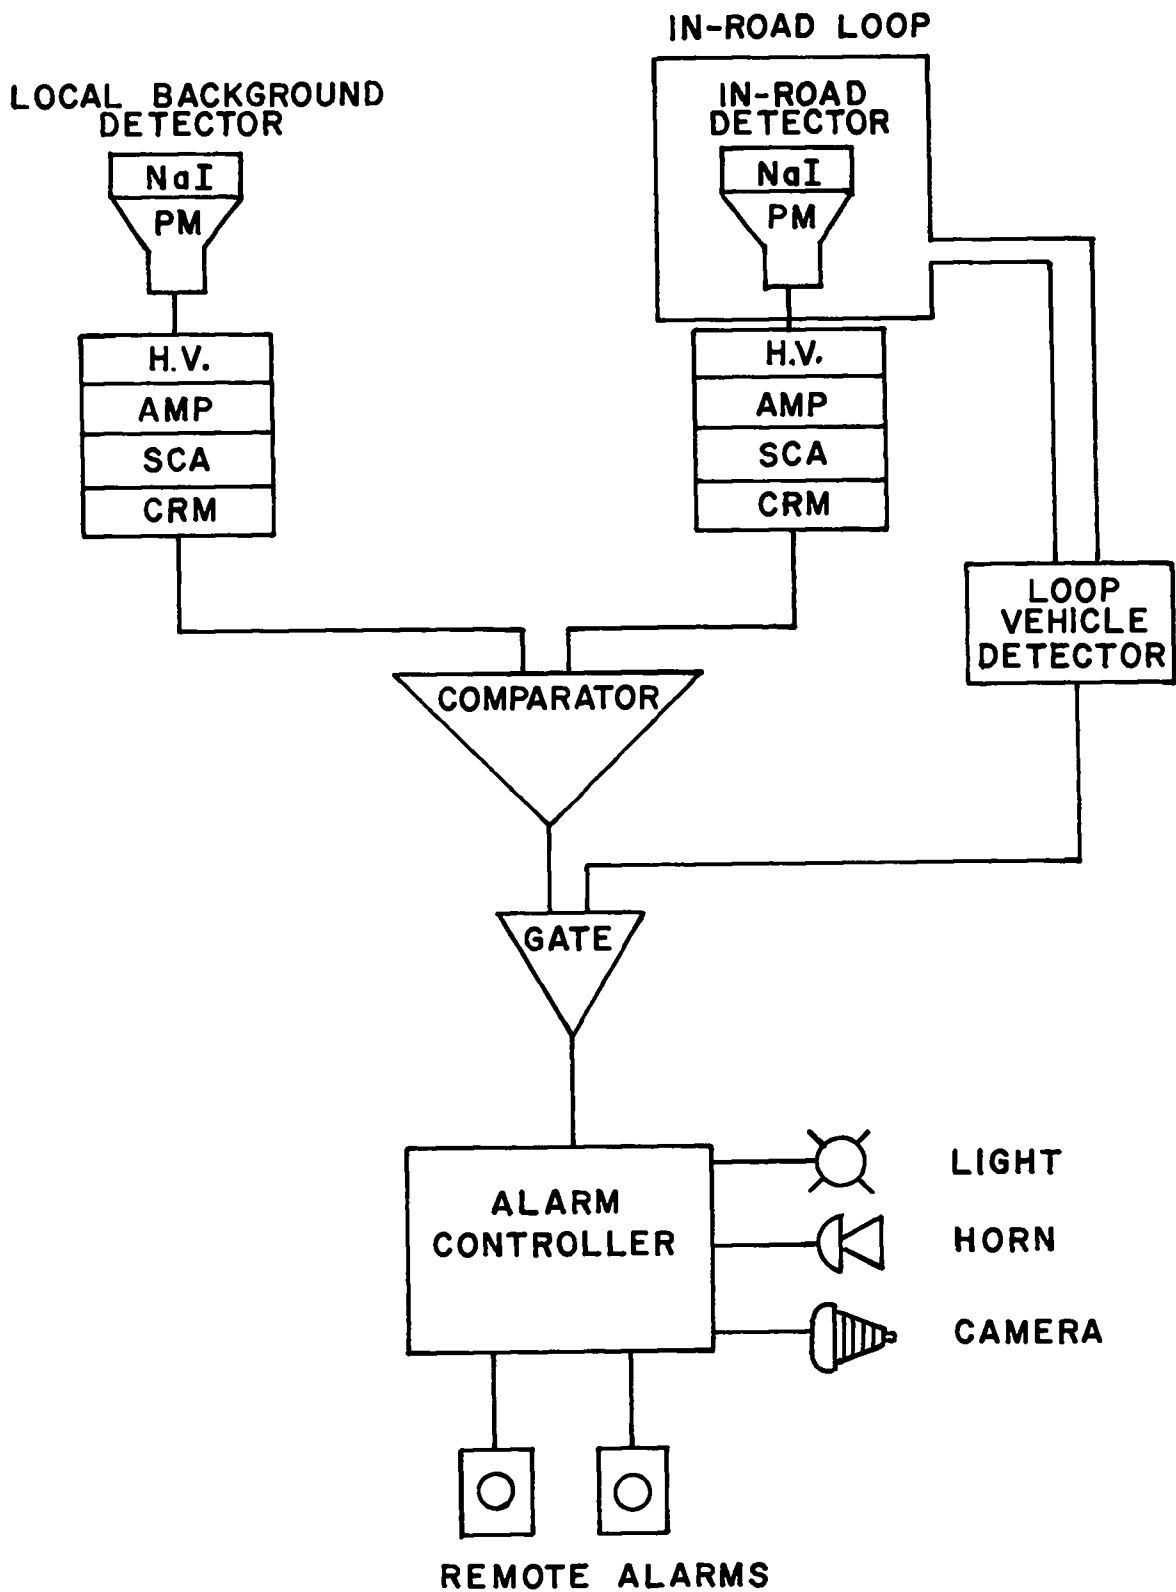 IN-ROAD LOOP
LOCAL BACKGROUND
DETECTOR
IN-ROAD
DETECTOR
NaI
PM
NaI
PM
H.V.
AMP
SCA
CRM
H.V.
AMP
SCA
CRM
LOOP
VEHICLE
DETECTOR
COMPARATOR
GATE
ALARM
CONTROLLER
LIGHT
HORN
CAMERA
REMOTE ALARMS